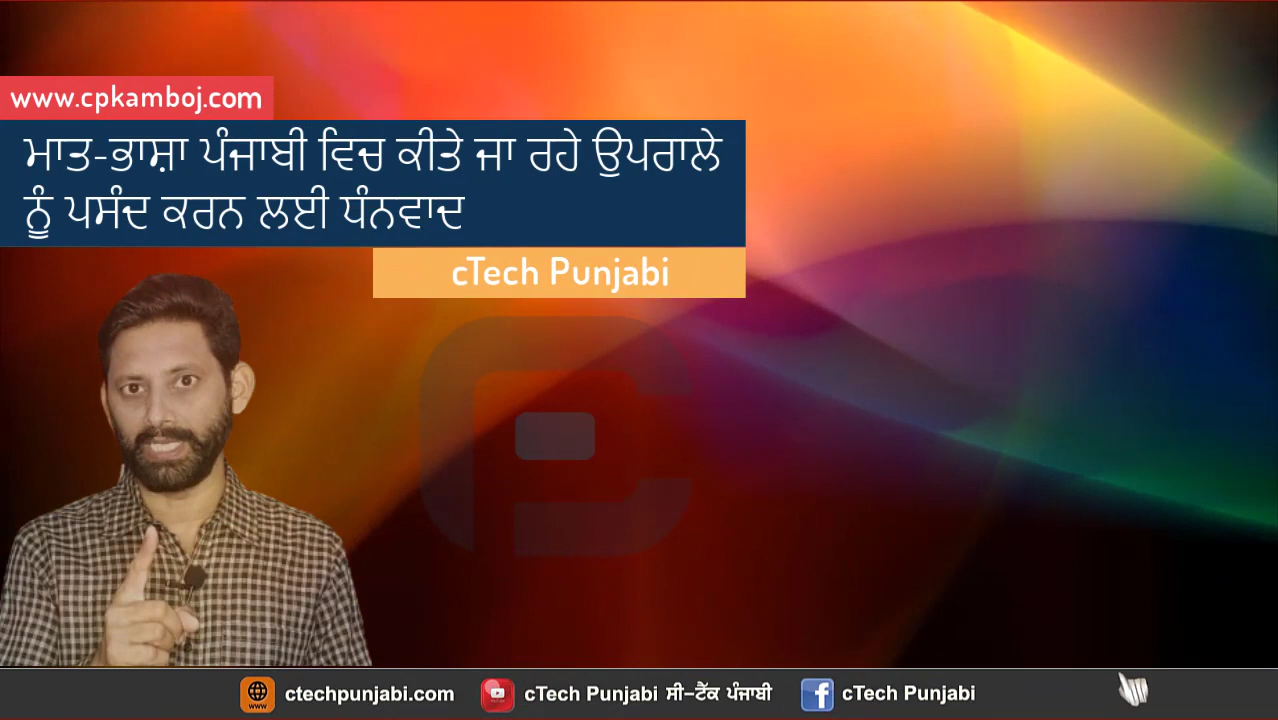 www.cpkamboj.com
ਮਾਤ-ਭਾਸ਼ਾ ਪੰਜਾਬੀ ਵਿਚ ਕੀਤੇ ਜਾ ਰਹੇ ਉਪਰਾਲੇ
ਨੂੰ ਪਸੰਦ ਕਰਨ ਲਈ ਧੰਨਵਾਦ
cTech Punjabi
ctechpunjabi.com cTech Punjabi ਸੀ-ਟੈੱਕ ਪੰਜਾਬੀ cTech Punjabi